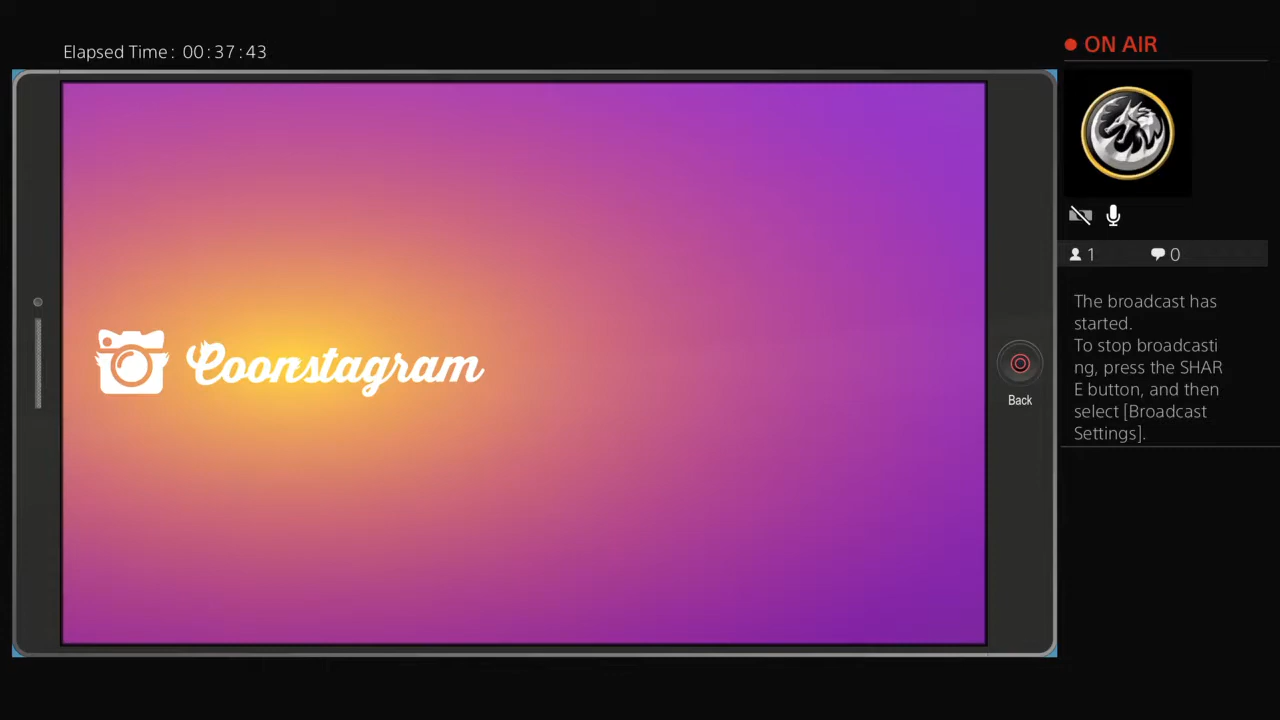 Elapsed Time: 00:37:43
ON AIR
1 0
Coonstagram
Back
The broadcast has
started.
To stop broadcasti
ng, press the SHAR
E button, and then
select [Broadcast
Settings].